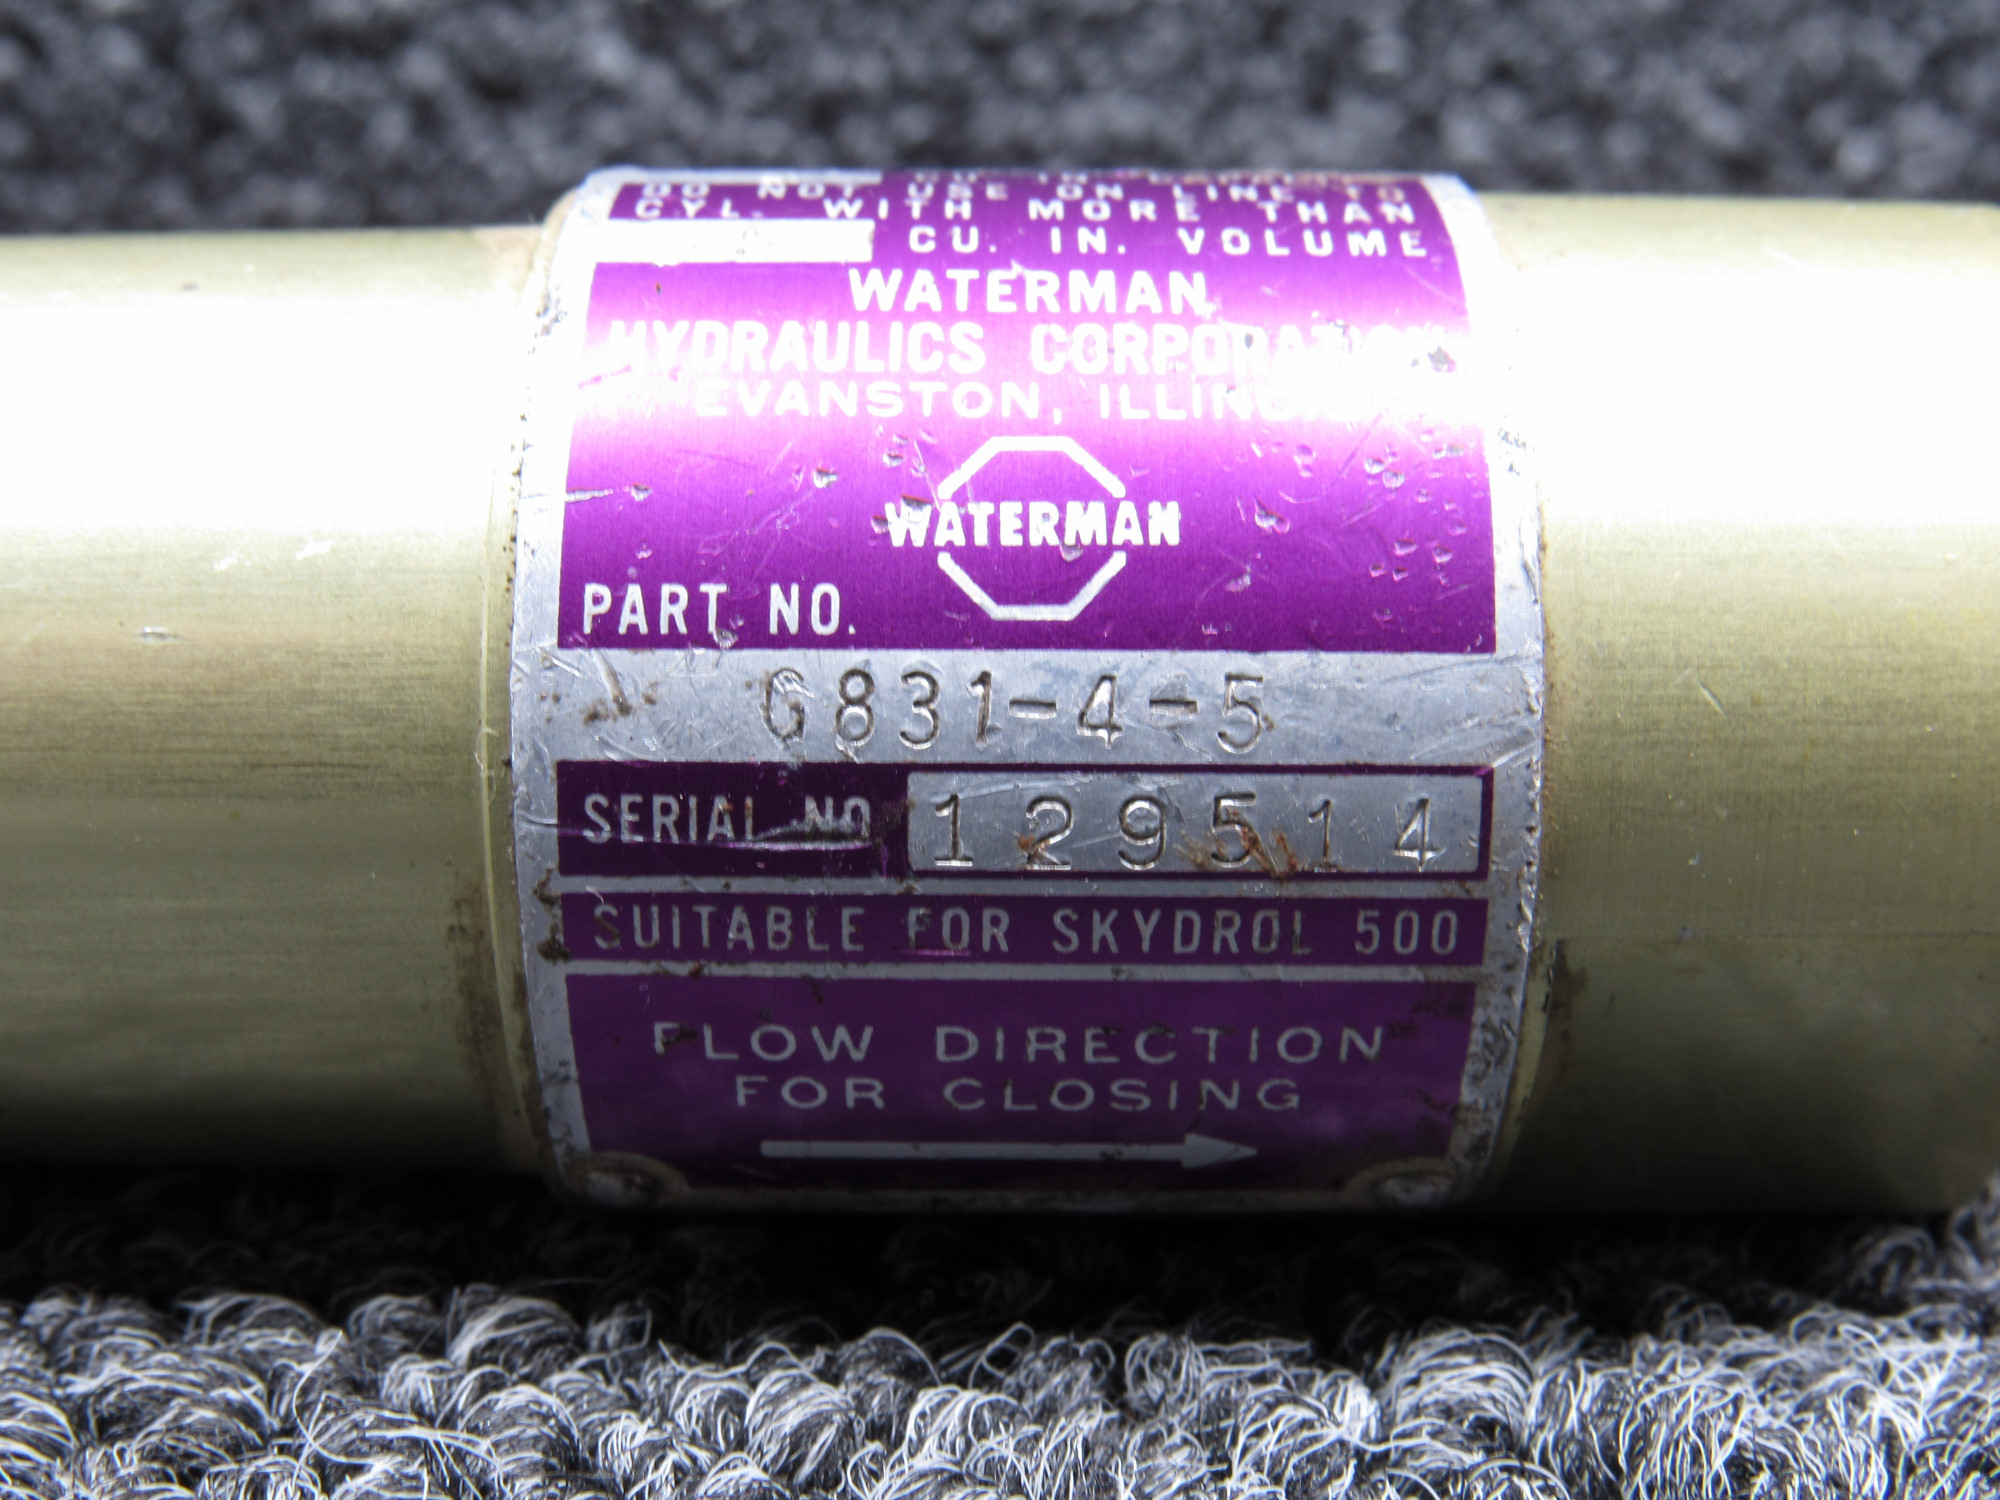 DO NOT USE ON LINE TO
CYL. WITH MORE THAN
CU. IN. VOLUME
WATERMAN
HYDRAULICS CORPORATION
EVANSTON, ILLINOIS
WATERMAN
PART NO.
G831-4-5
SERIAL NO 129514
SUITABLE FOR SKYDROL 500
FLOW DIRECTION
FOR CLOSING